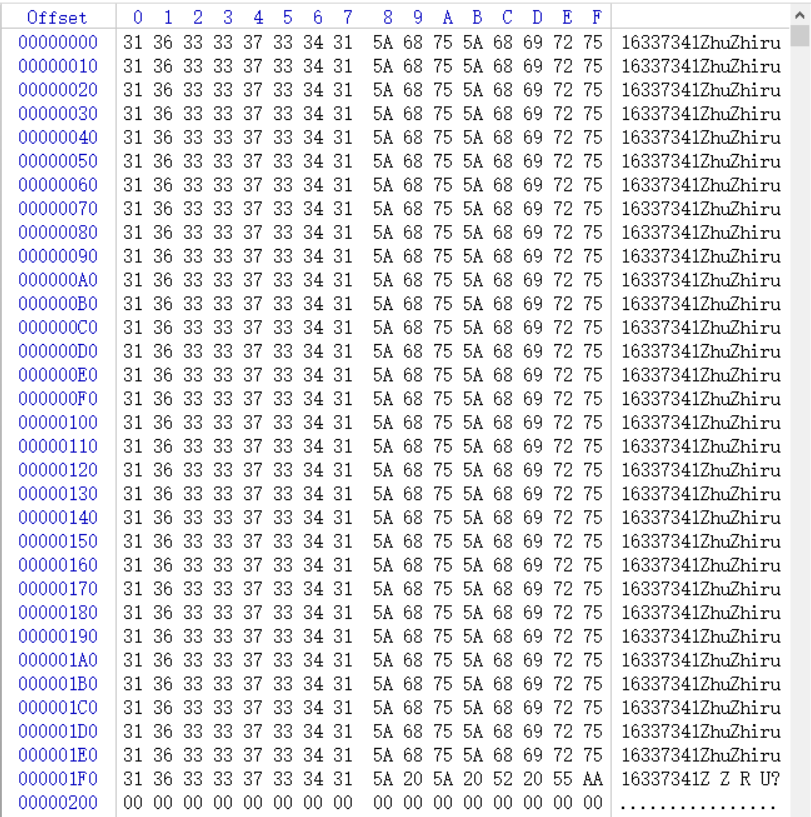 Offset 0 1 2 3 4 5 6 7 8 9 A B C D E F
00000000 31 36 33 33 37 33 34 31 5A 68 75 5A 68 69 72 75 16337341ZhuZhiru
00000010 31 36 33 33 37 33 34 31 5A 68 75 5A 68 69 72 75 16337341ZhuZhiru
00000020 31 36 33 33 37 33 34 31 5A 68 75 5A 68 69 72 75 16337341ZhuZhiru
00000030 31 36 33 33 37 33 34 31 5A 68 75 5A 68 69 72 75 16337341ZhuZhiru
00000040 31 36 33 33 37 33 34 31 5A 68 75 5A 68 69 72 75 16337341ZhuZhiru
00000050 31 36 33 33 37 33 34 31 5A 68 75 5A 68 69 72 75 16337341ZhuZhiru
00000060 31 36 33 33 37 33 34 31 5A 68 75 5A 68 69 72 75 16337341ZhuZhiru
00000070 31 36 33 33 37 33 34 31 5A 68 75 5A 68 69 72 75 16337341ZhuZhiru
00000080 31 36 33 33 37 33 34 31 5A 68 75 5A 68 69 72 75 16337341ZhuZhiru
00000090 31 36 33 33 37 33 34 31 5A 68 75 5A 68 69 72 75 16337341ZhuZhiru
000000A0 31 36 33 33 37 33 34 31 5A 68 75 5A 68 69 72 75 16337341ZhuZhiru
000000B0 31 36 33 33 37 33 34 31 5A 68 75 5A 68 69 72 75 16337341ZhuZhiru
000000C0 31 36 33 33 37 33 34 31 5A 68 75 5A 68 69 72 75 16337341ZhuZhiru
000000D0 31 36 33 33 37 33 34 31 5A 68 75 5A 68 69 72 75 16337341ZhuZhiru
000000E0 31 36 33 33 37 33 34 31 5A 68 75 5A 68 69 72 75 16337341ZhuZhiru
000000F0 31 36 33 33 37 33 34 31 5A 68 75 5A 68 69 72 75 16337341ZhuZhiru
00000100 31 36 33 33 37 33 34 31 5A 68 75 5A 68 69 72 75 16337341ZhuZhiru
00000110 31 36 33 33 37 33 34 31 5A 68 75 5A 68 69 72 75 16337341ZhuZhiru
00000120 31 36 33 33 37 33 34 31 5A 68 75 5A 68 69 72 75 16337341ZhuZhiru
00000130 31 36 33 33 37 33 34 31 5A 68 75 5A 68 69 72 75 16337341ZhuZhiru
00000140 31 36 33 33 37 33 34 31 5A 68 75 5A 68 69 72 75 16337341ZhuZhiru
00000150 31 36 33 33 37 33 34 31 5A 68 75 5A 68 69 72 75 16337341ZhuZhiru
00000160 31 36 33 33 37 33 34 31 5A 68 75 5A 68 69 72 75 16337341ZhuZhiru
00000170 31 36 33 33 37 33 34 31 5A 68 75 5A 68 69 72 75 16337341ZhuZhiru
00000180 31 36 33 33 37 33 34 31 5A 68 75 5A 68 69 72 75 16337341ZhuZhiru
00000190 31 36 33 33 37 33 34 31 5A 68 75 5A 68 69 72 75 16337341ZhuZhiru
000001A0 31 36 33 33 37 33 34 31 5A 68 75 5A 68 69 72 75 16337341ZhuZhiru
000001B0 31 36 33 33 37 33 34 31 5A 68 75 5A 68 69 72 75 16337341ZhuZhiru
000001C0 31 36 33 33 37 33 34 31 5A 68 75 5A 68 69 72 75 16337341ZhuZhiru
000001D0 31 36 33 33 37 33 34 31 5A 68 75 5A 68 69 72 75 16337341ZhuZhiru
000001E0 31 36 33 33 37 33 34 31 5A 68 75 5A 68 69 72 75 16337341ZhuZhiru
000001F0 31 36 33 33 37 33 34 31 5A 20 5A 20 52 20 55 AA 16337341Z Z R U?
00000200 00 00 00 00 00 00 00 00 00 00 00 00 00 00 00 00 ................